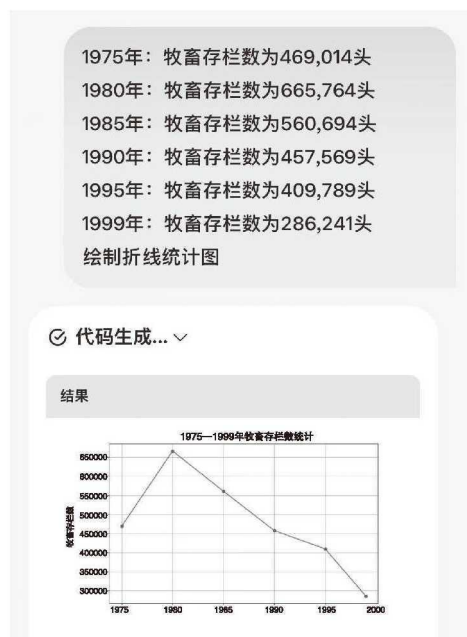 1975年：牧畜存栏数为469,014头
1980年：牧畜存栏数为665,764头
1985年：牧畜存栏数为560,694头
1990年：牧畜存栏数为457,569头
1995年：牧畜存栏数为409,789头
1999年：牧畜存栏数为286,241头
绘制折线统计图
代码生成...
结果
1975—1999年牧畜存栏数统计
650000
600000
550000
500000
450000
400000
350000
300000
牧畜存栏数
1975 1980 1985 1990 1995 2000